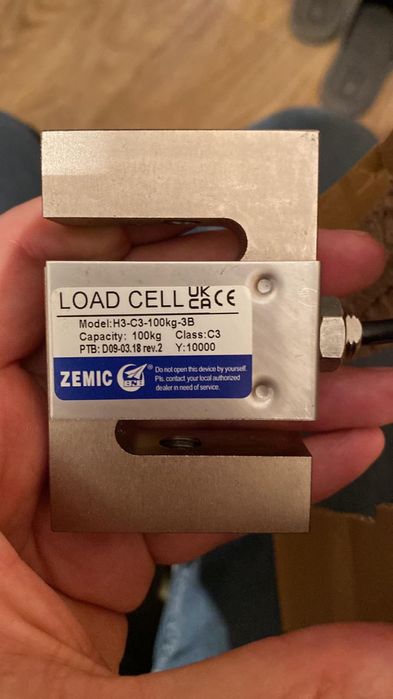 LOAD CELL UK CA CE
Model:H3-C3-100kg-3B
Capacity: 100kg Class:C3
PTB: D09-03.18 rev.2 Y:10000
ZEMIC ®
Do not open this device by yourself.
Pls. contact your local authorized
dealer in need of service.